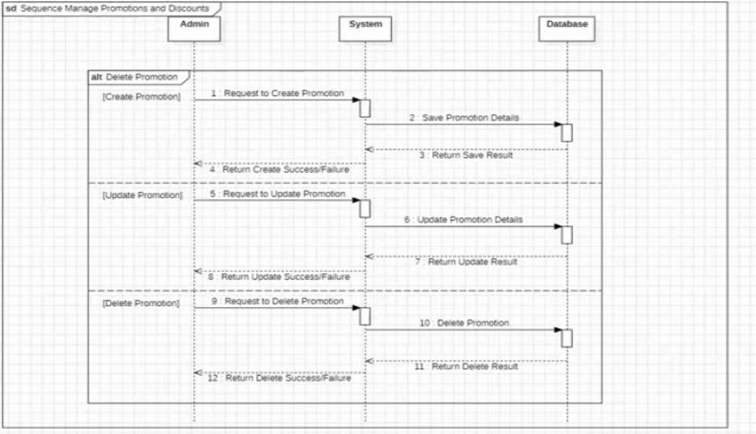 sd Sequence Manage Promotions and Discounts
Admin System Database
alt Delete Promotion
[Create Promotion] 1 : Request to Create Promotion
2 : Save Promotion Details
3 : Return Save Result
4 : Return Create Success/Failure
[Update Promotion] 5 : Request to Update Promotion
6 : Update Promotion Details
7 : Return Update Result
8 : Return Update Success/Failure
[Delete Promotion] 9 : Request to Delete Promotion
10 : Delete Promotion
11 : Return Delete Result
12 : Return Delete Success/Failure